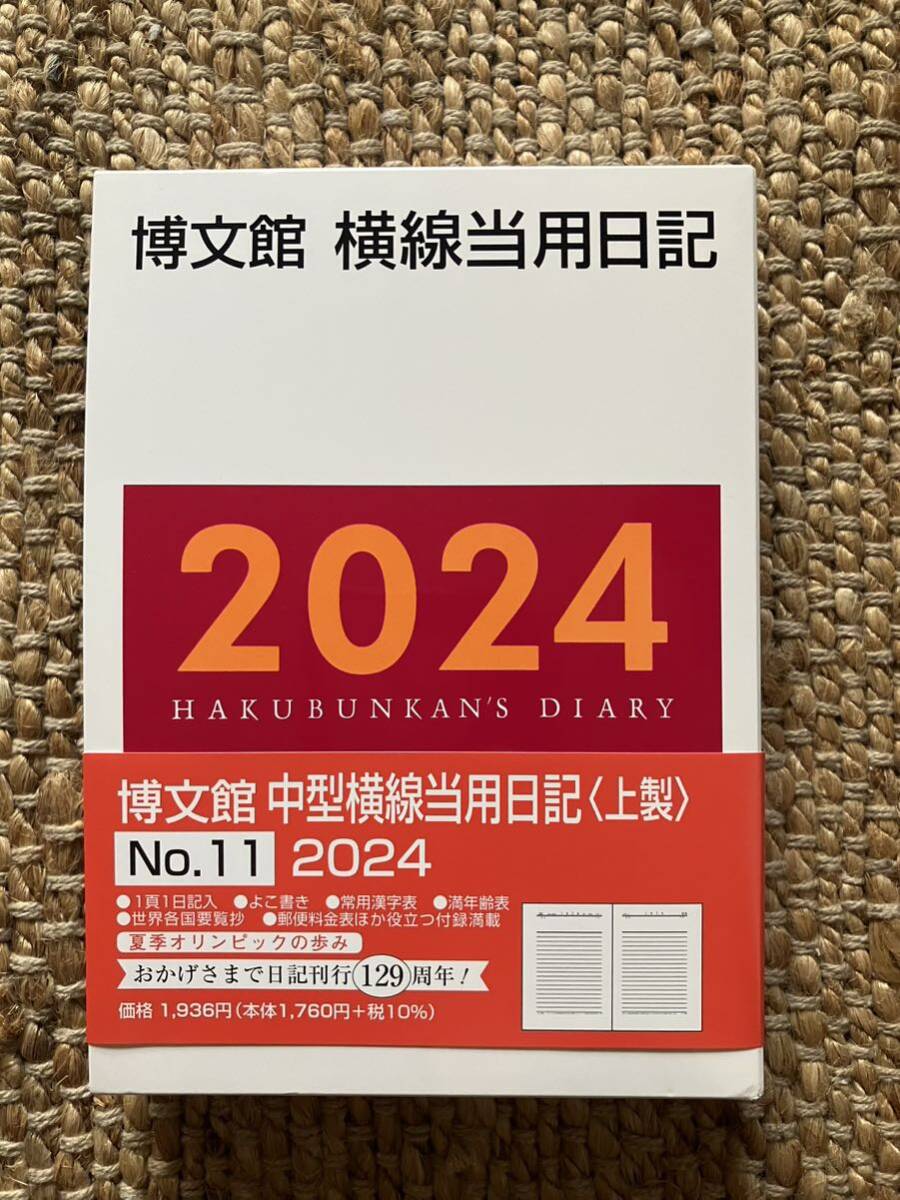 博文館 横線当用日記
2024
HAKUBUNKAN'S DIARY
博文館 中型横線当用日記〈上製〉
No.11 2024
●1頁1日記入 ●よこ書き ●常用漢字表 ●満年齢表
●世界各国要覧抄 ●郵便料金表ほか役立つ付録満載
夏季オリンピックの歩み
おかげさまで日記刊行129周年!
価格 1,936円(本体1,760円+税10%)